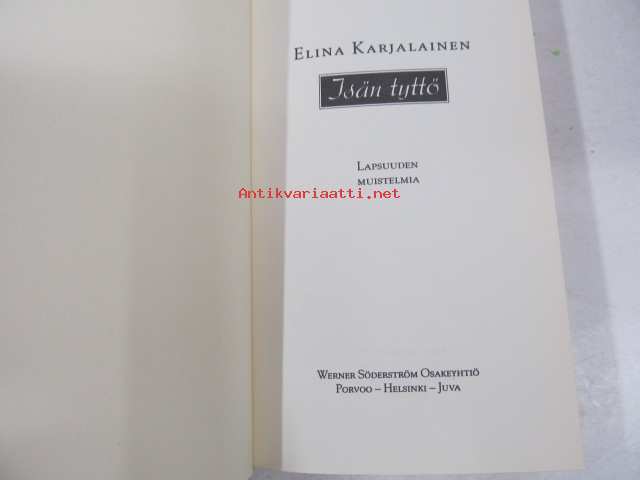 Elina Karjalainen
Isän tyttö
Lapsuuden
muistelmia
Antikvariaatti.net
Werner Söderström Osakeyhtiö
Porvoo – Helsinki – Juva